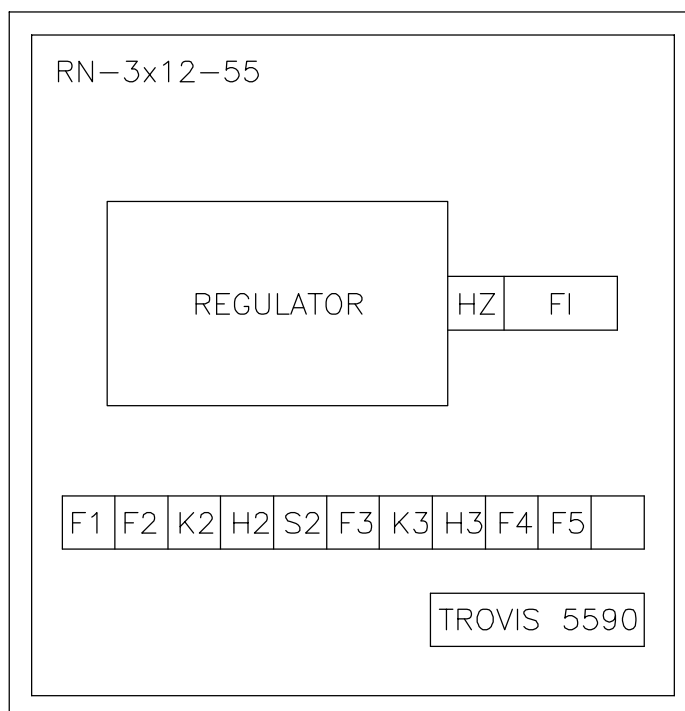 RN-3x12-55
REGULATOR HZ FI
F1 F2 K2 H2 S2 F3 K3 H3 F4 F5
TROVIS 5590